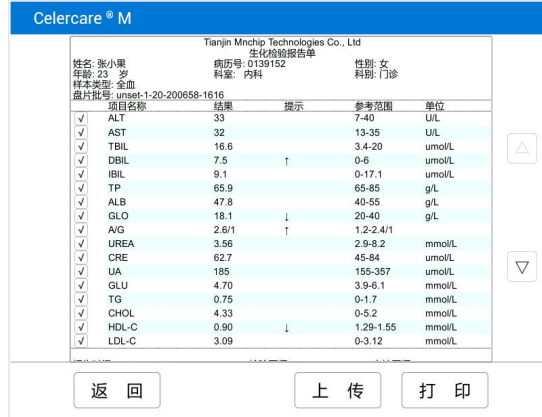 Celercare ® M
Tianjin Mnchip Technologies Co., Ltd
生化检验报告单
姓名: 张小果 病历号: 0139152 性别: 女
年龄: 23 岁 科室: 内科 科别: 门诊
样本类型: 全血
盘片批号: unset-1-20-200658-1616
项目名称 结果 提示 参考范围 单位
√ ALT 33 7-40 U/L
√ AST 32 13-35 U/L
√ TBIL 16.6 3.4-20 umol/L
√ DBIL 7.5 ↑ 0-6 umol/L
√ IBIL 9.1 0-17.1 umol/L
√ TP 65.9 65-85 g/L
√ ALB 47.8 40-55 g/L
√ GLO 18.1 ↓ 20-40 g/L
√ A/G 2.6/1 ↑ 1.2-2.4/1
√ UREA 3.56 2.9-8.2 mmol/L
√ CRE 62.7 45-84 umol/L
√ UA 185 155-357 umol/L
√ GLU 4.70 3.9-6.1 mmol/L
√ TG 0.75 0-1.7 mmol/L
√ CHOL 4.33 0-5.2 mmol/L
√ HDL-C 0.90 ↓ 1.29-1.55 mmol/L
√ LDL-C 3.09 0-3.12 mmol/L
返 回 上 传 打 印